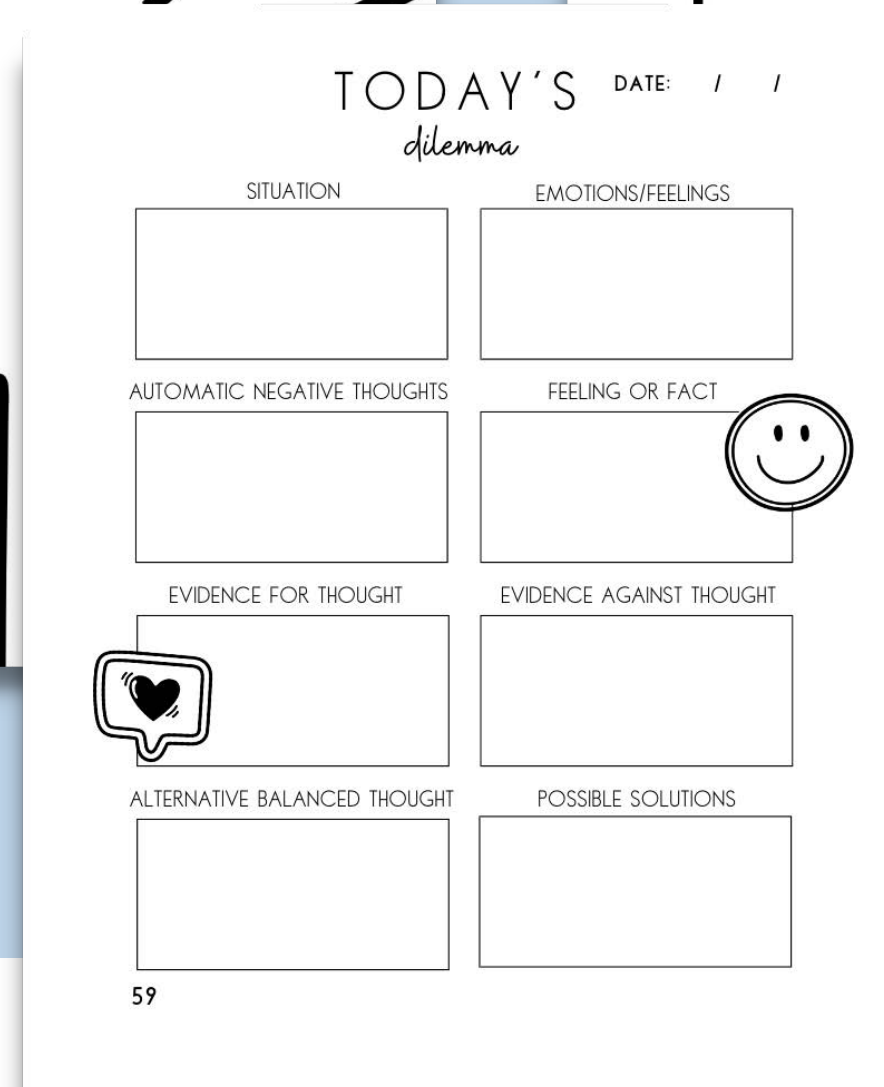 TODAY'S
DATE: / /
dilemma
SITUATION
EMOTIONS/FEELINGS
AUTOMATIC NEGATIVE THOUGHTS
FEELING OR FACT
EVIDENCE FOR THOUGHT
EVIDENCE AGAINST THOUGHT
ALTERNATIVE BALANCED THOUGHT
POSSIBLE SOLUTIONS
59